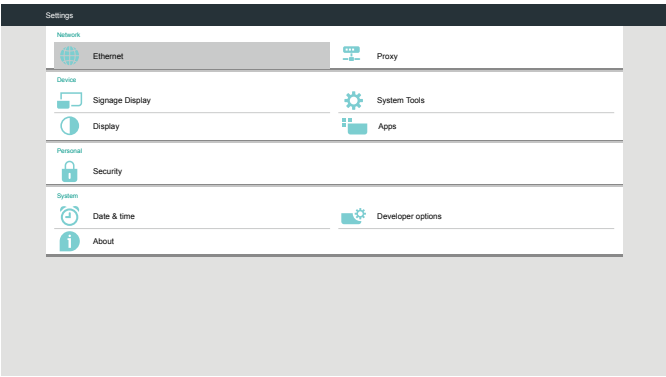 Settings
Network
Ethernet
Proxy
Device
Signage Display
System Tools
Display
Apps
Personal
Security
System
Date & time
Developer options
About